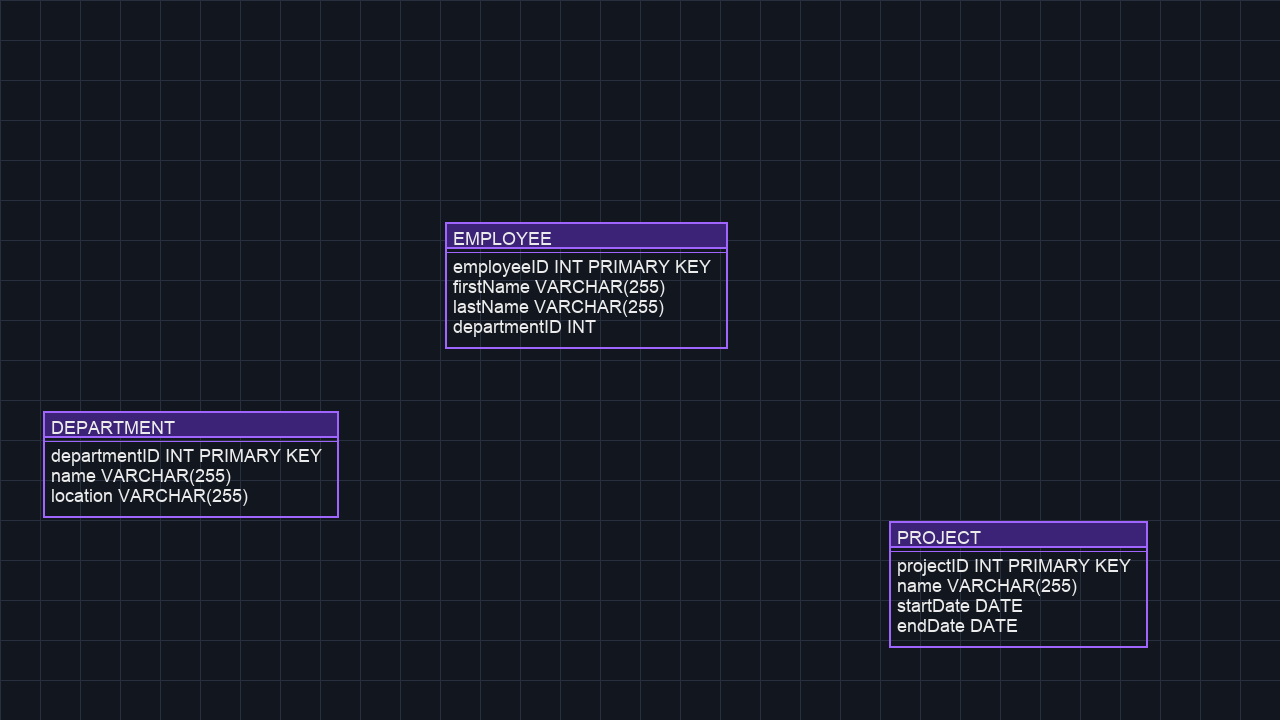 EMPLOYEE
employeeID INT PRIMARY KEY
firstName VARCHAR(255)
lastName VARCHAR(255)
departmentID INT
DEPARTMENT
departmentID INT PRIMARY KEY
name VARCHAR(255)
location VARCHAR(255)
PROJECT
projectID INT PRIMARY KEY
name VARCHAR(255)
startDate DATE
endDate DATE